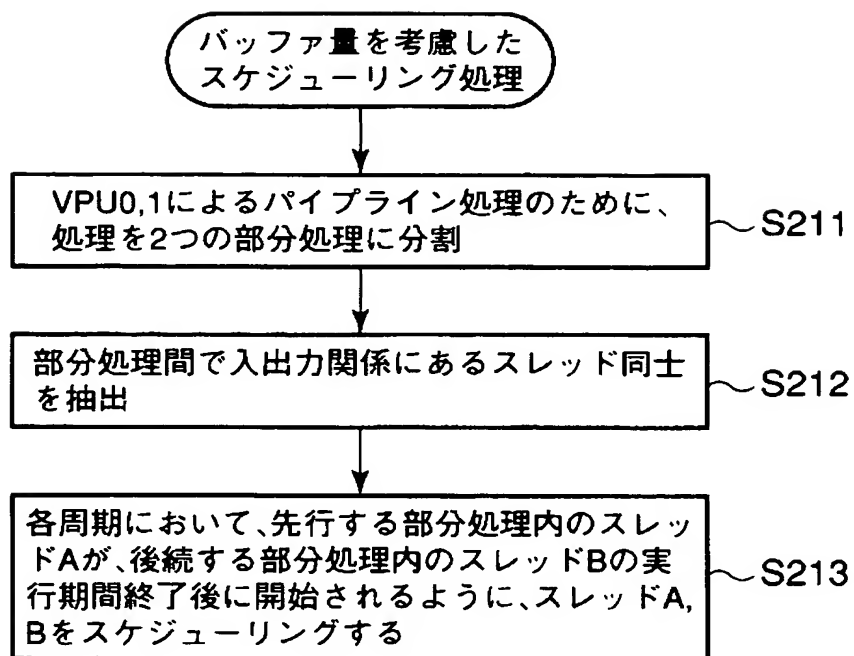 バッファ量を考慮した
スケジューリング処理
VPU0,1によるパイプライン処理のために、
処理を2つの部分処理に分割
S211
部分処理間で入出力関係にあるスレッド同士
を抽出
S212
各周期において、先行する部分処理内のスレッ
ドAが、後続する部分処理内のスレッドBの実
行期間終了後に開始されるように、スレッドA,
Bをスケジューリングする
S213